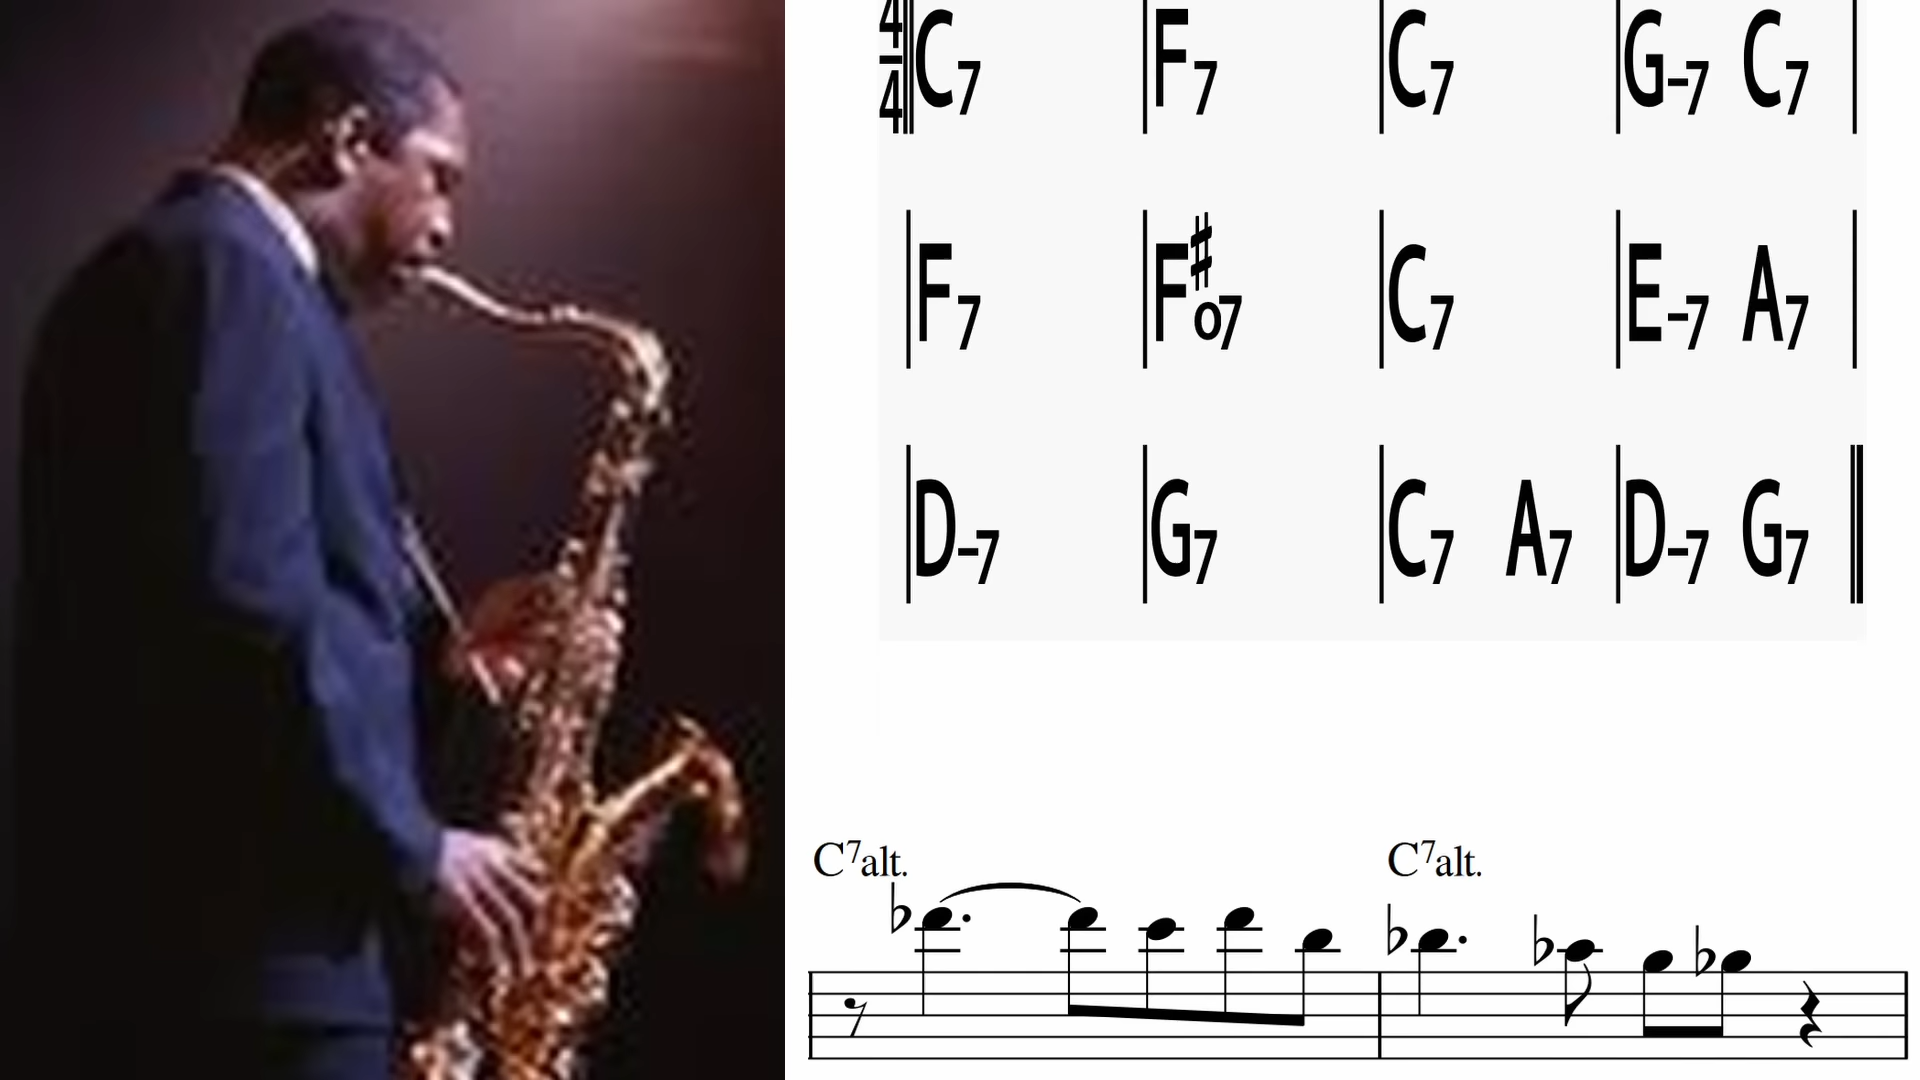 4/4 C7 F7 C7 G-7 C7
F7 F♯o7 C7 E-7 A7
D-7 G7 C7 A7 D-7 G7
C7alt. C7alt.